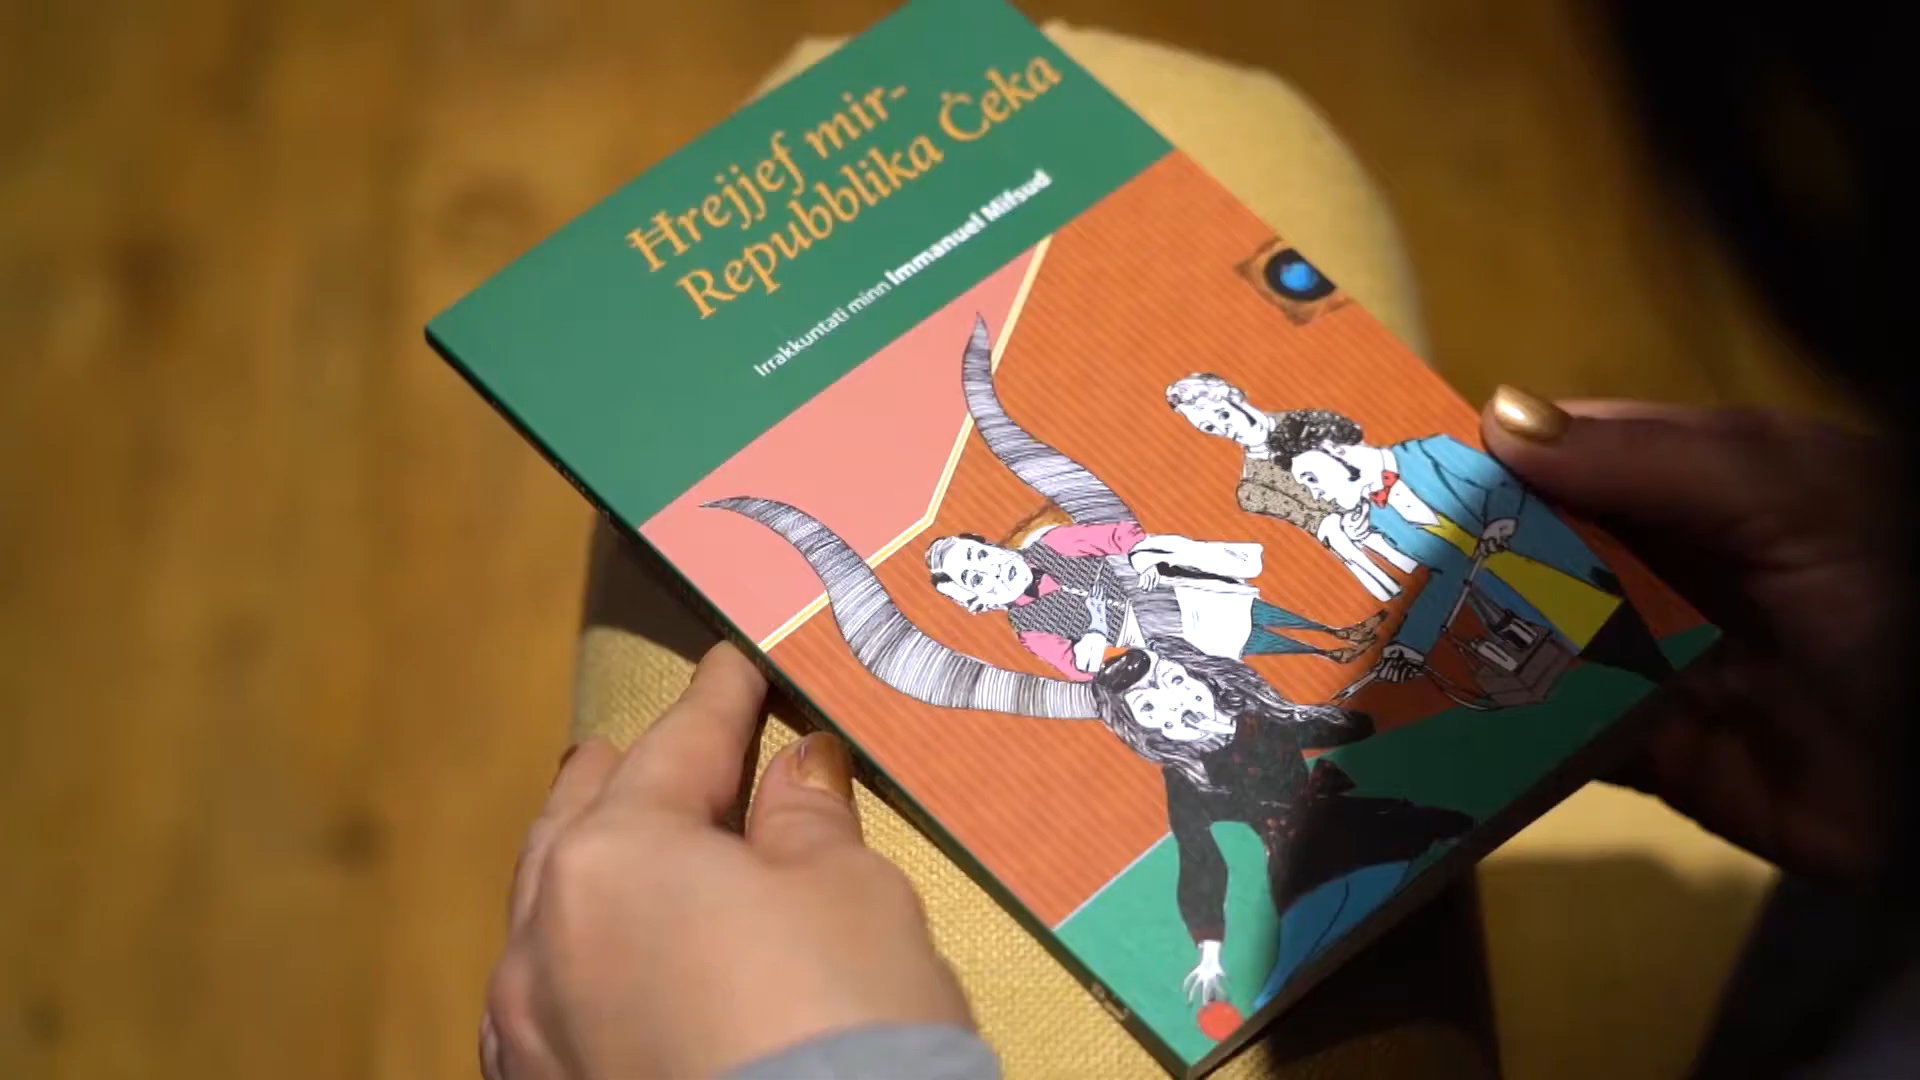 Ħrejjef mir-
Repubblika Ċeka
Irrakkuntati minn Immanuel Mifsud